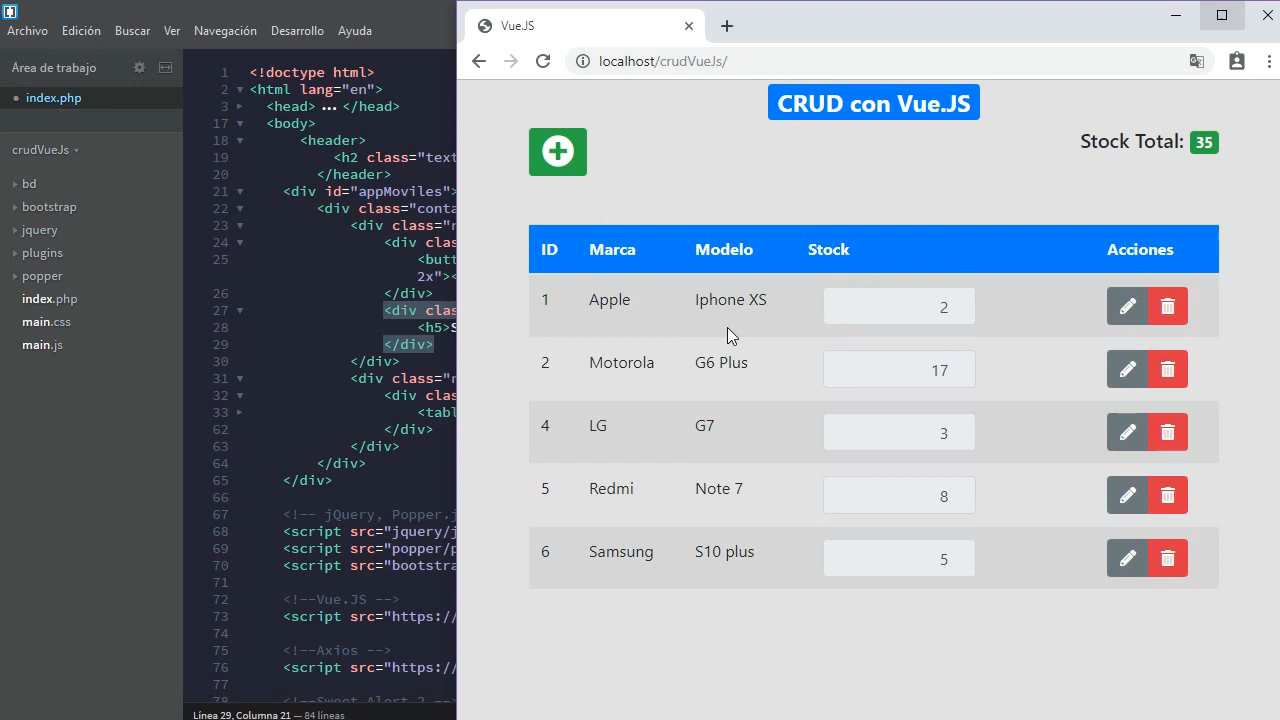 Archivo Edición Buscar Ver Navegación Desarrollo Ayuda
Área de trabajo
index.php
crudVueJs
bd
bootstrap
jquery
plugins
popper
index.php
main.css
main.js
1 <!doctype html>
2 <html lang="en">
3 <head> ... </head>
17 <body>
18 <header>
19 <h2 class="text
20 </header>
21 <div id="appMoviles">
22 <div class="conta
23 <div class="r
24 <div clas
25 <butt
2x"><
26 </div>
27 <div clas
28 <h5>S
29 </div>
30 </div>
31 <div class="r
32 <div clas
33 <tabl
62 </div>
63 </div>
64 </div>
65 </div>
66
67 <!-- jQuery, Popper.j
68 <script src="jquery/j
69 <script src="popper/p
70 <script src="bootstra
71
72 <!--Vue.JS -->
73 <script src="https:/
74
75 <!--Axios -->
76 <script src="https:/
77
78 <!--Sweet Alert 2 -->
Línea 29, Columna 21 — 84 líneas
Vue.JS
localhost/crudVueJs/
CRUD con Vue.JS
Stock Total: 35
ID Marca Modelo Stock Acciones
1 Apple Iphone XS 2
2 Motorola G6 Plus 17
4 LG G7 3
5 Redmi Note 7 8
6 Samsung S10 plus 5